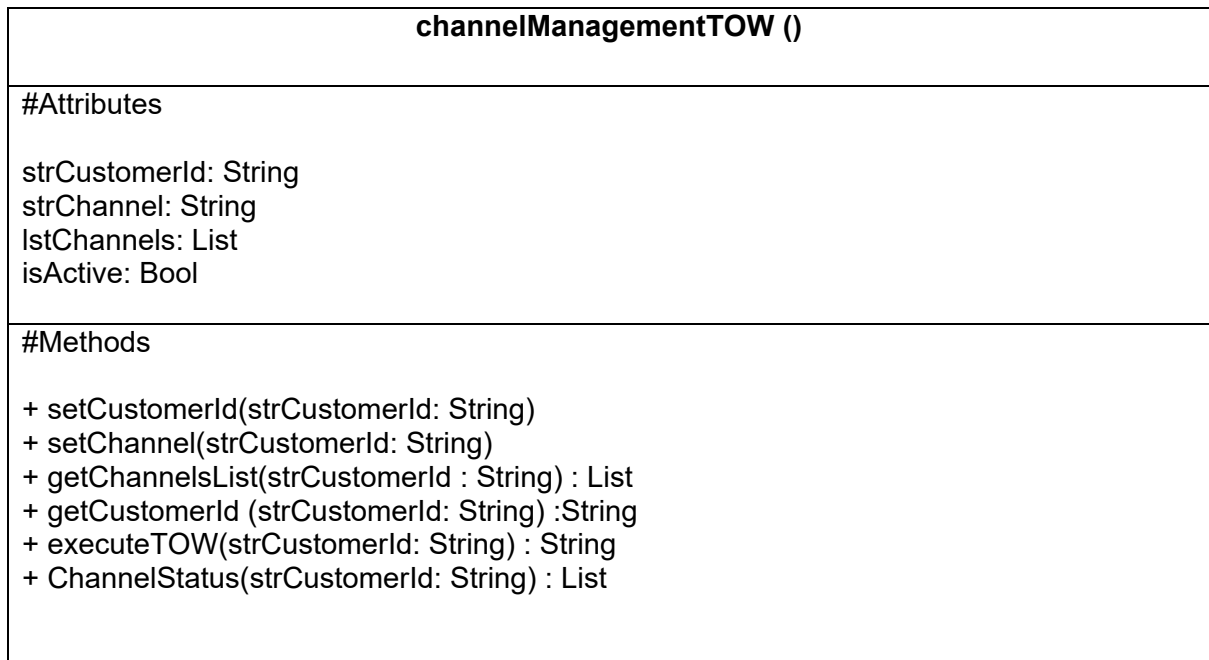 channelManagementTOW ()
#Attributes
strCustomerId: String
strChannel: String
lstChannels: List
isActive: Bool
#Methods
+ setCustomerId(strCustomerId: String)
+ setChannel(strCustomerId: String)
+ getChannelsList(strCustomerId : String) : List
+ getCustomerId (strCustomerId: String) :String
+ executeTOW(strCustomerId: String) : String
+ ChannelStatus(strCustomerId: String) : List